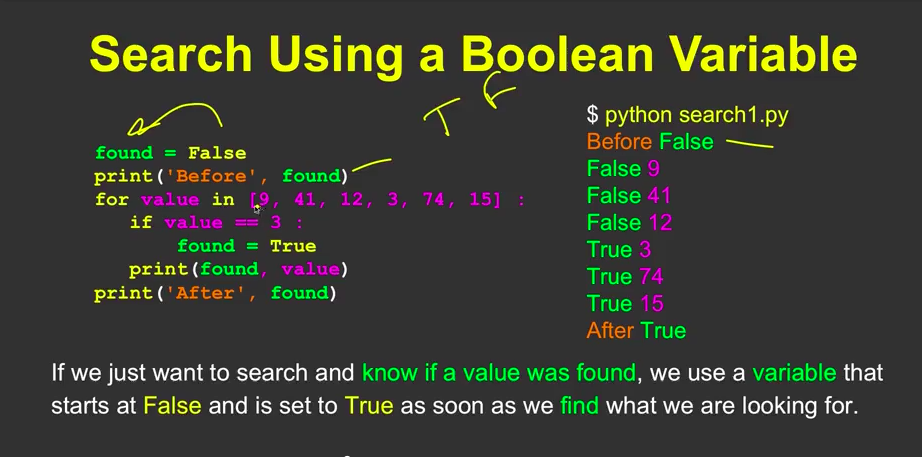 Search Using a Boolean Variable
T F
found = False
print('Before', found)
for value in [9, 41, 12, 3, 74, 15] :
    if value == 3 :
        found = True
    print(found, value)
print('After', found)
$ python search1.py
Before False
False 9
False 41
False 12
True 3
True 74
True 15
After True
If we just want to search and know if a value was found, we use a variable that
starts at False and is set to True as soon as we find what we are looking for.